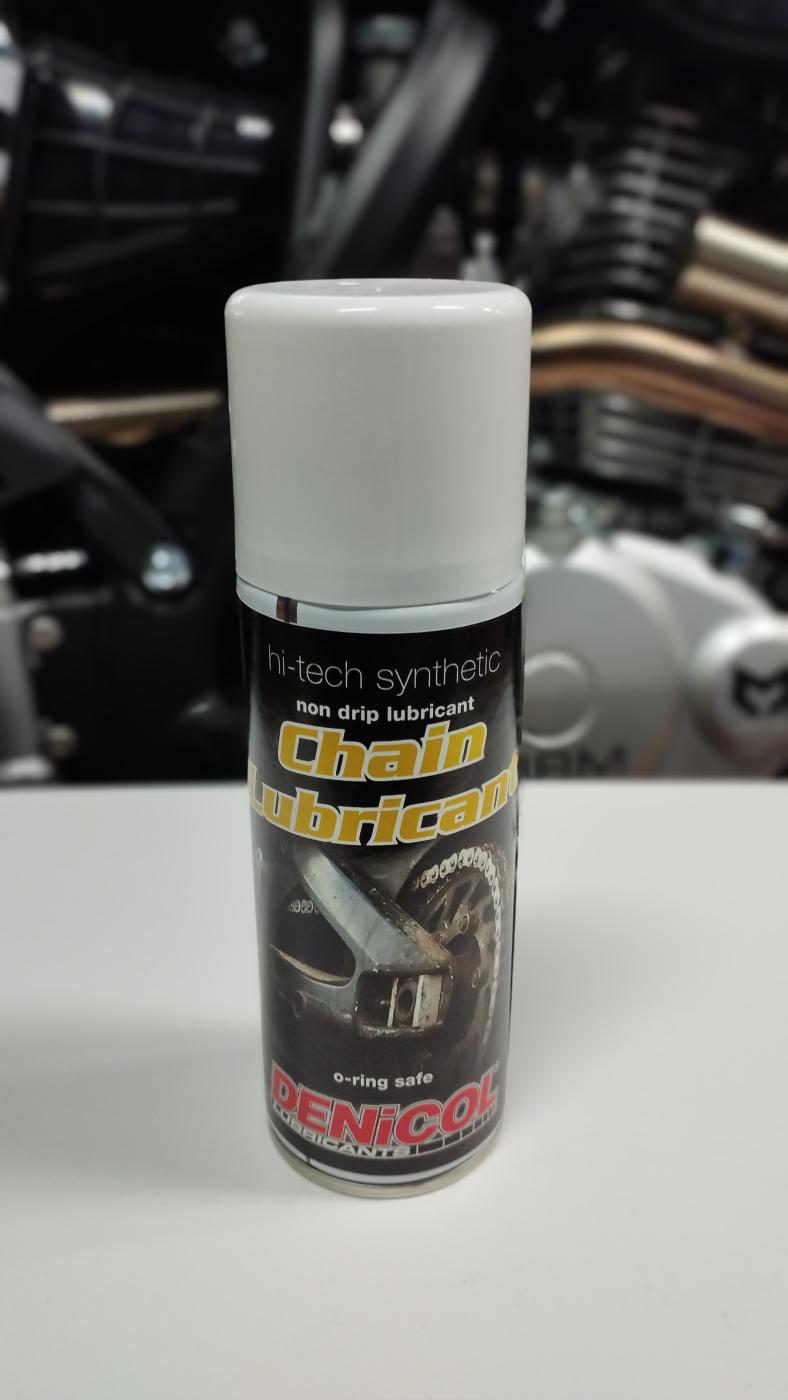 hi-tech synthetic
non drip lubricant
Chain
Lubricant
o-ring safe
DENiCOL®
LUBRICANTS